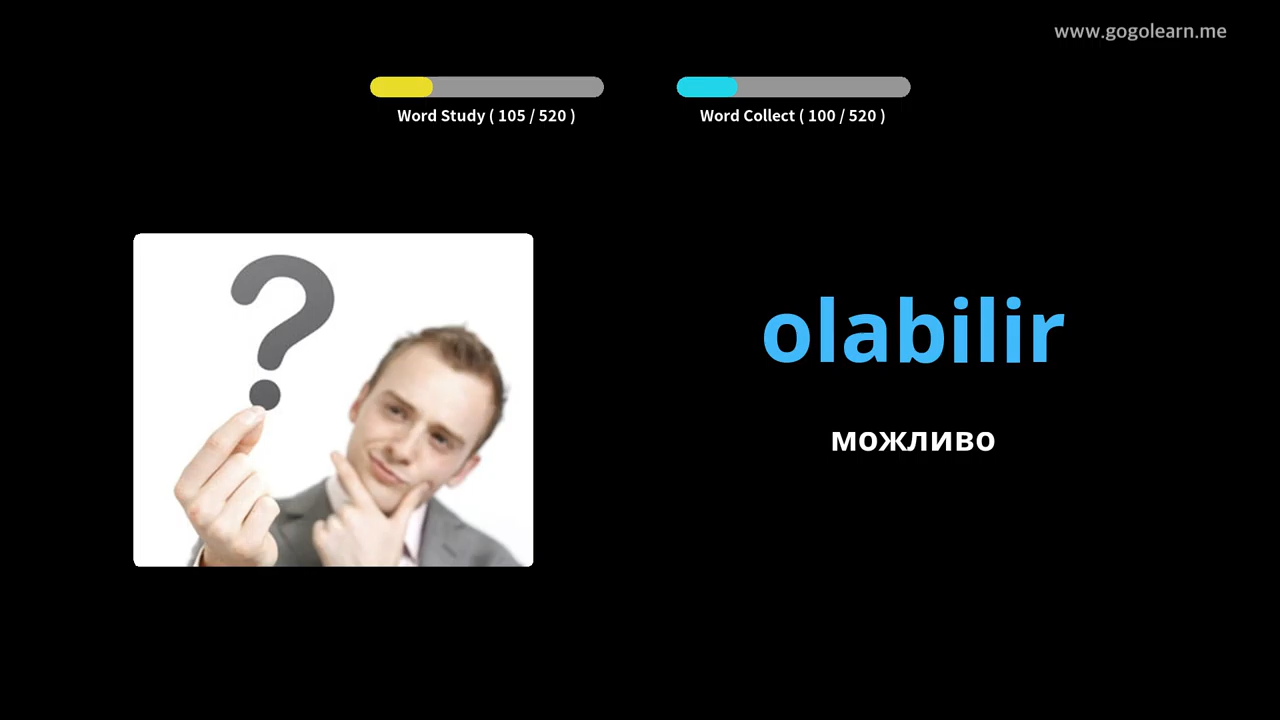 www.gogolearn.me
Word Study ( 105 / 520 )
Word Collect ( 100 / 520 )
?
olabilir
можливо